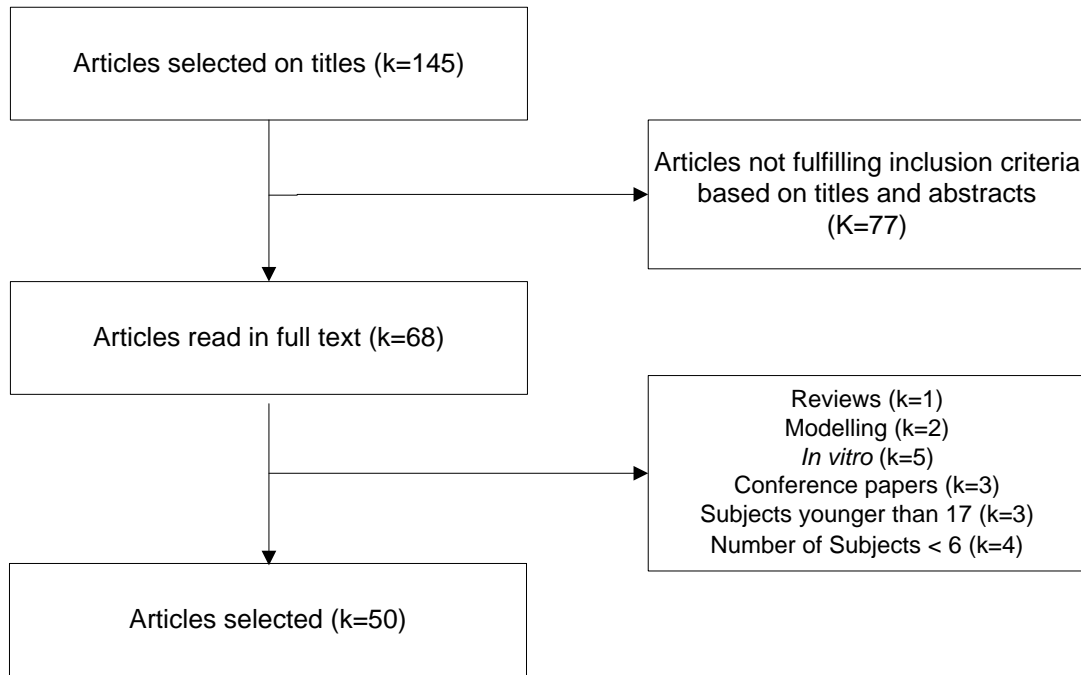 Articles selected on titles (k=145)
Articles not fulfilling inclusion criteria
based on titles and abstracts
(K=77)
Articles read in full text (k=68)
Reviews (k=1)
Modelling (k=2)
In vitro (k=5)
Conference papers (k=3)
Subjects younger than 17 (k=3)
Number of Subjects < 6 (k=4)
Articles selected (k=50)